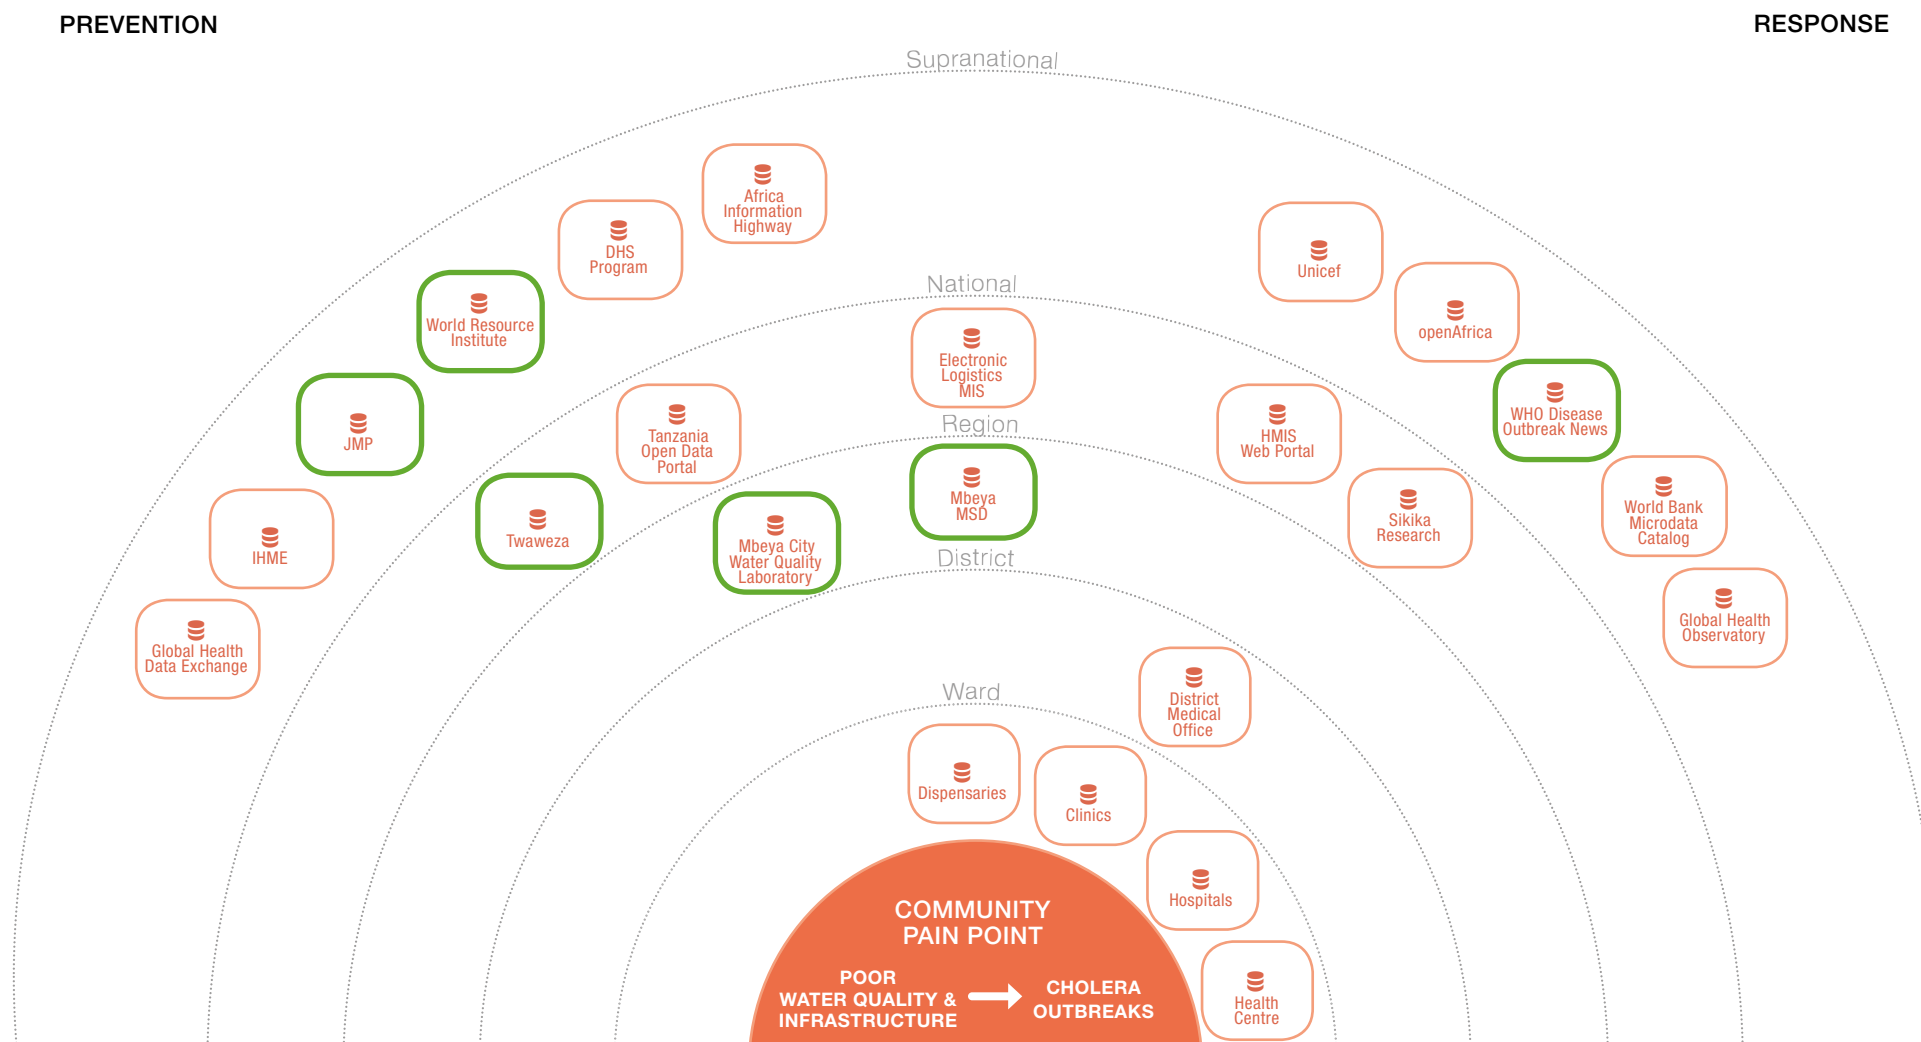 PREVENTION
RESPONSE
Supranational
Africa
Information
Highway
DHS
Program
World Resource
Institute
JMP
IHME
Global Health
Data Exchange
Unicef
openAfrica
WHO Disease
Outbreak News
World Bank
Microdata
Catalog
Global Health
Observatory
National
Electronic
Logistics
MIS
Tanzania
Open Data
Portal
Twaweza
HMIS
Web Portal
Sikika
Research
Region
Mbeya
MSD
Mbeya City
Water Quality
Laboratory
District
District
Medical
Office
Ward
Dispensaries
Clinics
Hospitals
Health
Centre
COMMUNITY
PAIN POINT
POOR
WATER QUALITY &
INFRASTRUCTURE
CHOLERA
OUTBREAKS